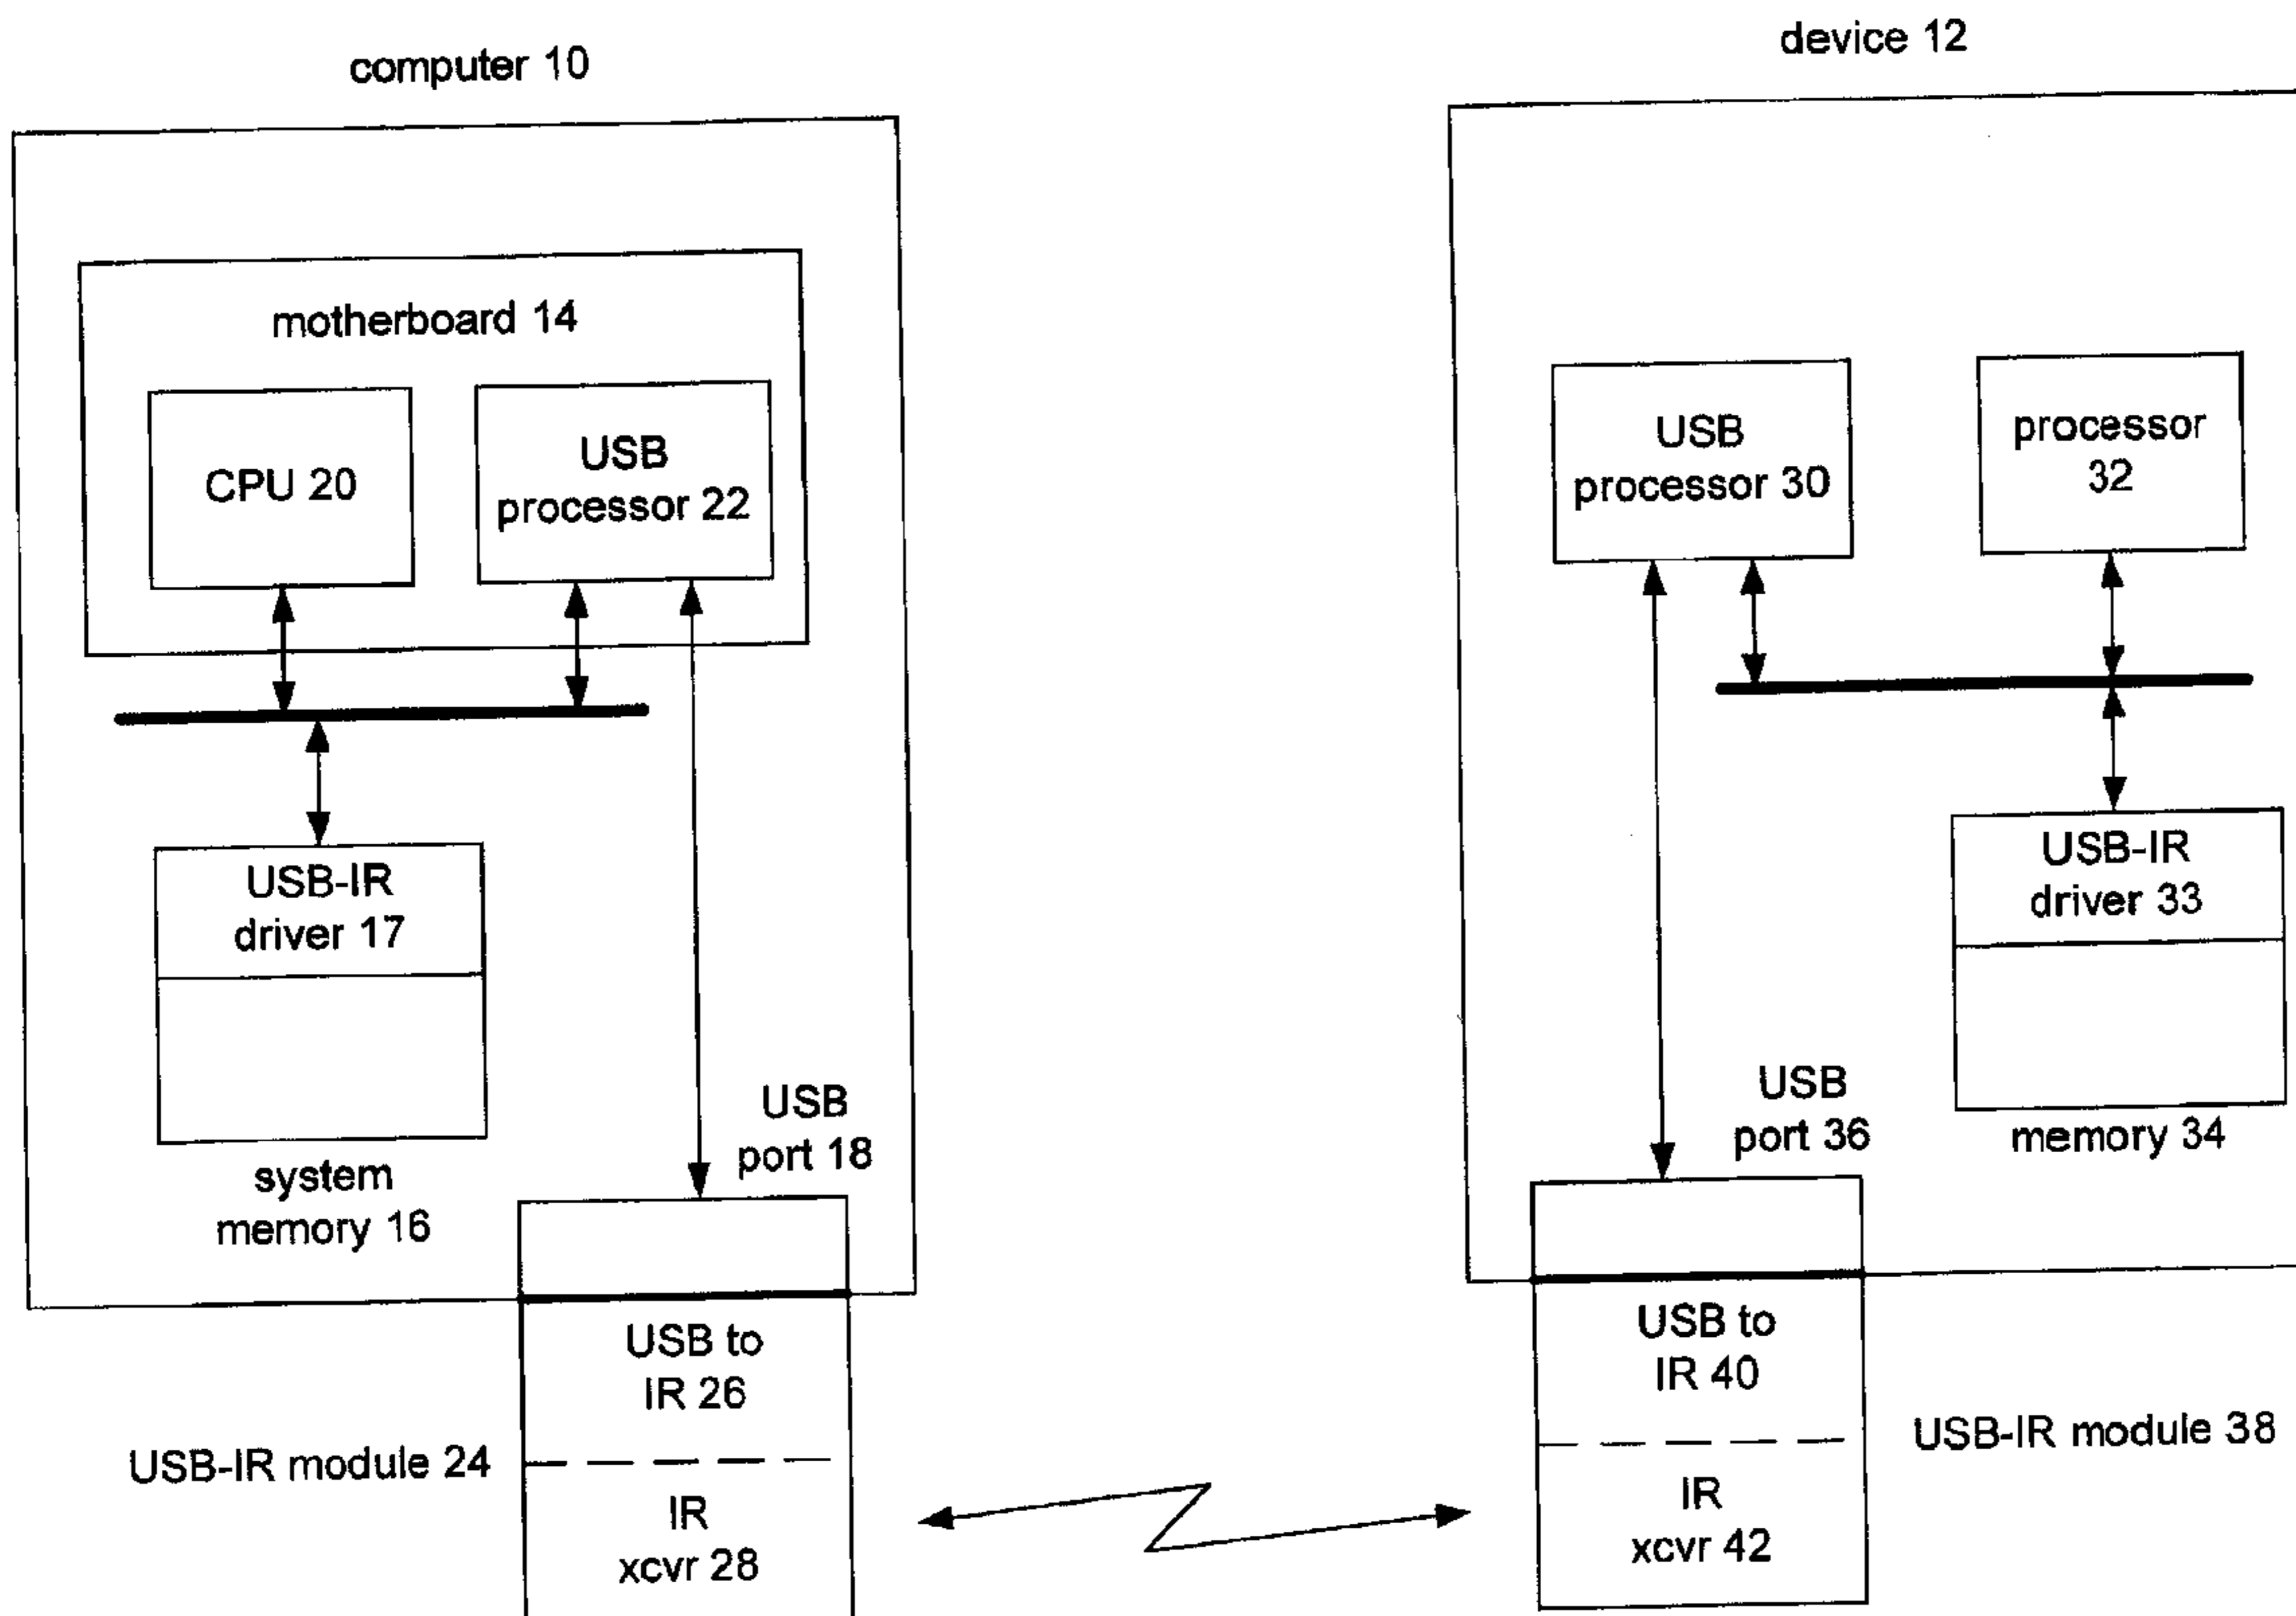 computer 10
device 12
motherboard 14
CPU 20
USB
processor 22
USB
processor 30
processor
32
USB-IR
driver 17
USB-IR
driver 33
system
memory 16
USB
port 18
USB
port 36
memory 34
USB to
IR 26
USB-IR module 24
IR
xcvr 28
USB to
IR 40
USB-IR module 38
IR
xcvr 42